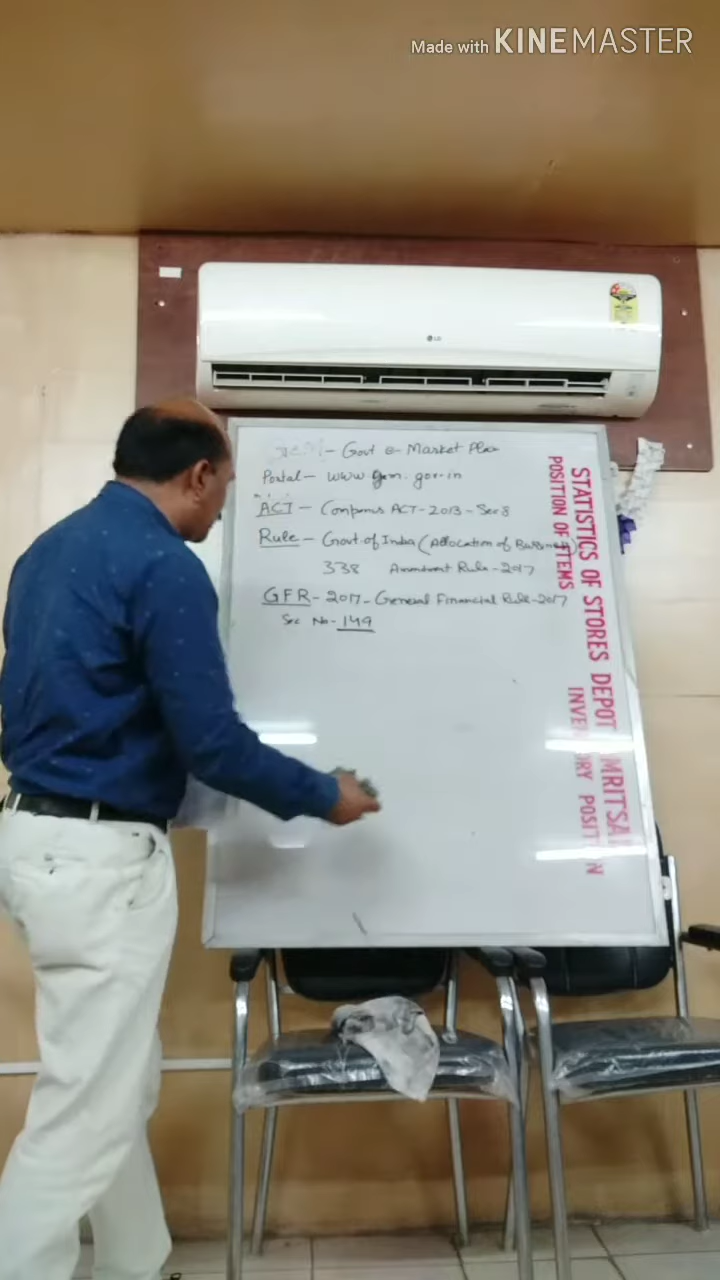 Made with KINEMASTER
LG
GEM - Govt e-Market Place
Portal - www gem. gov.in
ACT - Compenis ACT-2013-Sec 8
Rule - Govt. of India (Allocation of Business)
338 Amendment Rule-2017
GFR-2017-General Financial Rule-2017
Sec No-149
STATISTICS OF STORES DEPOT AMRITSAR
POSITION OF ITEMS INVENTORY POSITION